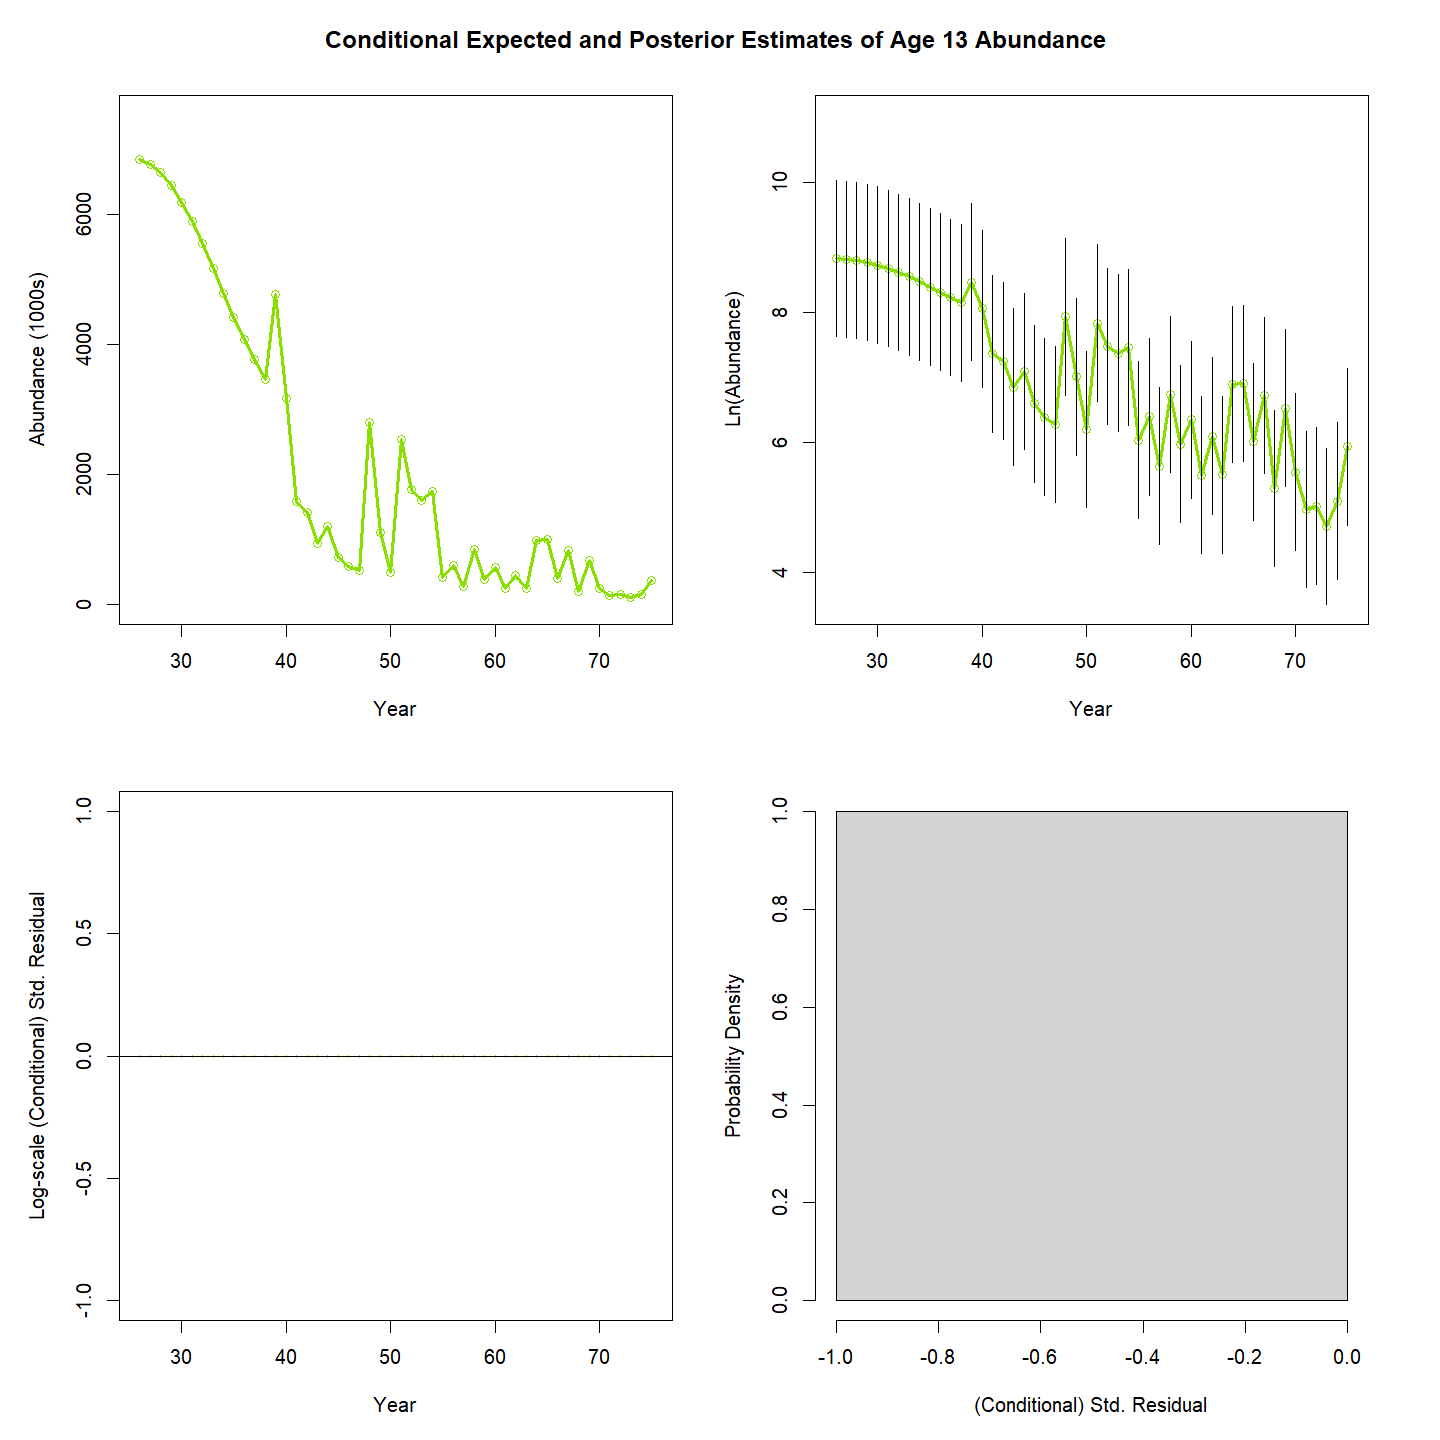 Conditional Expected and Posterior Estimates of Age 13 Abundance
Abundance (1000s)
6000
4000
2000
0
30 40 50 60 70
Year
Ln(Abundance)
10
8
6
4
30 40 50 60 70
Year
Log-scale (Conditional) Std. Residual
1.0
0.5
0.0
-0.5
-1.0
30 40 50 60 70
Year
Probability Density
1.0
0.8
0.6
0.4
0.2
0.0
-1.0 -0.8 -0.6 -0.4 -0.2 0.0
(Conditional) Std. Residual